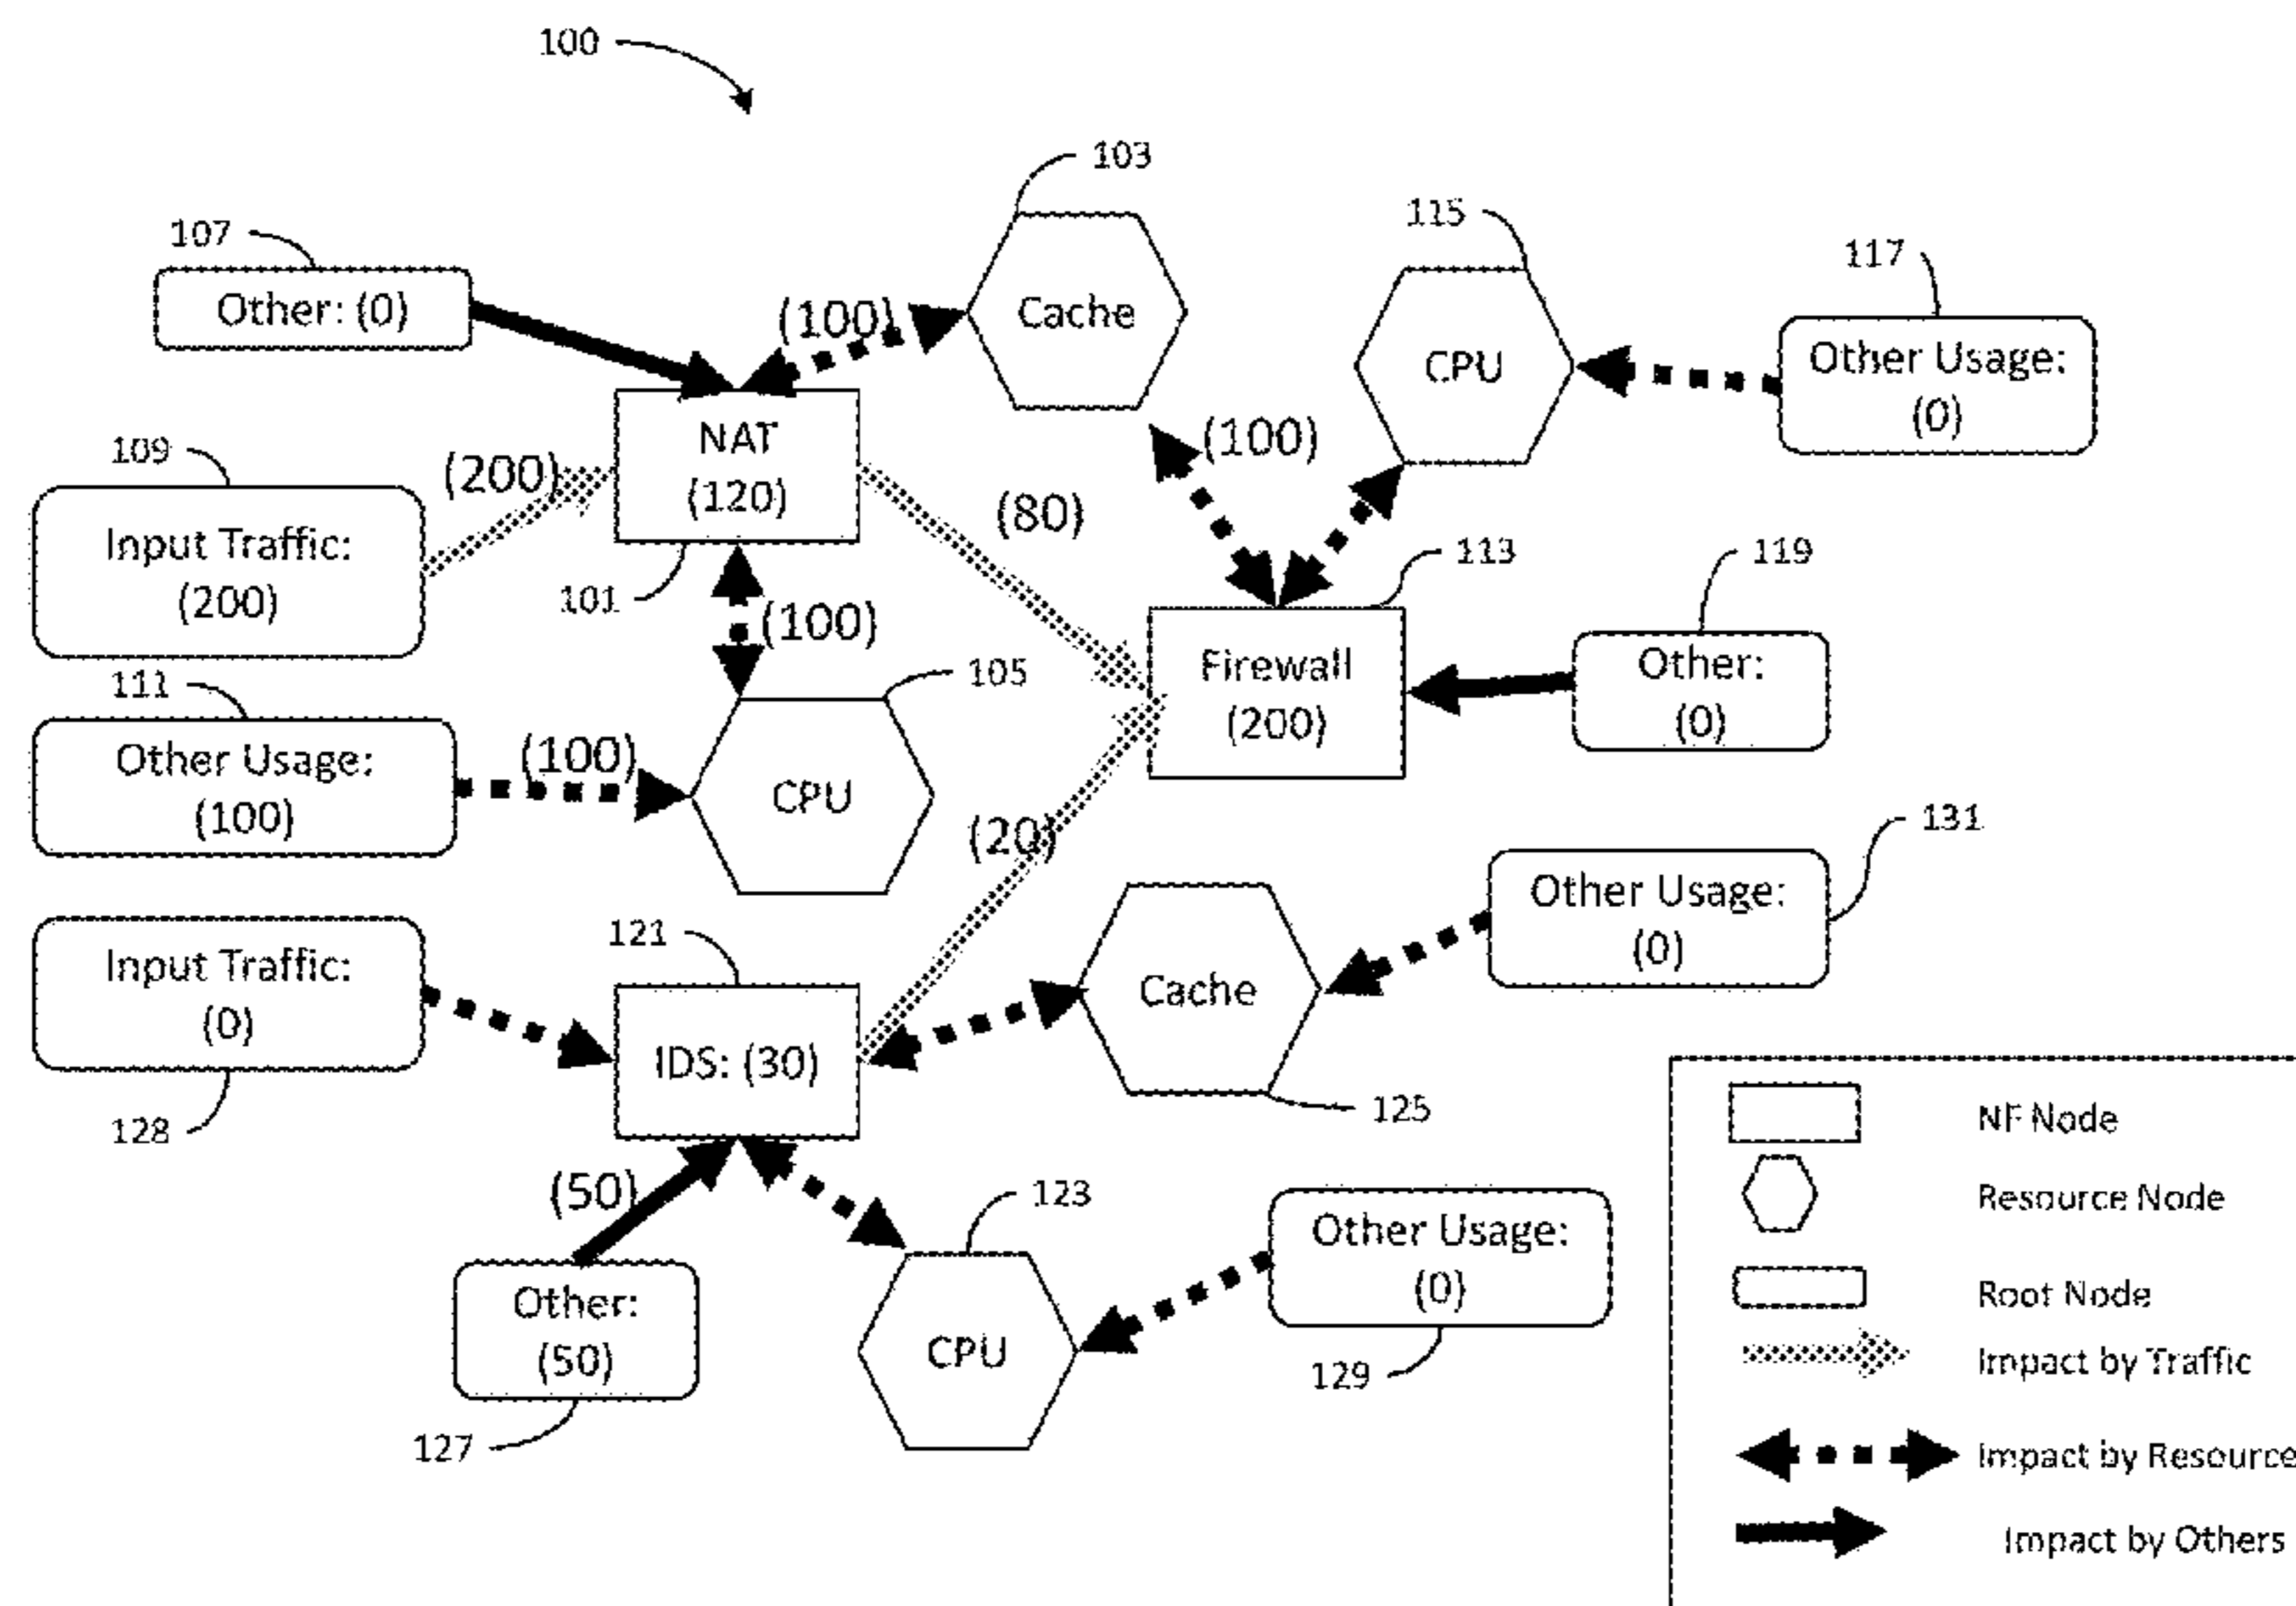 100
103
115
107
117
Other: (0)
(100)
Cache
CPU
Other Usage:
(0)
109
(200)
NAT
(120)
(100)
(80)
Input Traffic:
(200)
101
113
119
111
(100)
105
Firewall
(200)
Other:
(0)
Other Usage:
(100)
(100)
CPU
(20)
131
121
Other Usage:
(0)
Input Traffic:
(0)
IDS: (30)
Cache
128
125
(50)
123
Other Usage:
(0)
Other:
(50)
CPU
129
127
NF Node
Resource Node
Root Node
Impact by Traffic
Impact by Resource
Impact by Others